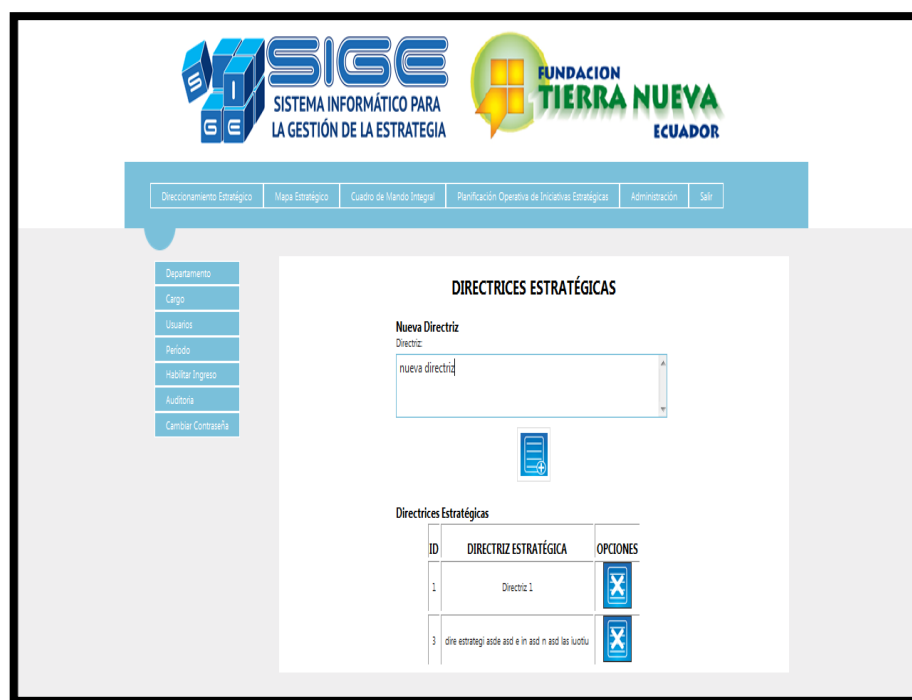 S I G E
SIGE
SISTEMA INFORMÁTICO PARA
LA GESTIÓN DE LA ESTRATEGIA
FUNDACION
TIERRA NUEVA
ECUADOR
Direccionamiento Estratégico Mapa Estratégico Cuadro de Mando Integral Planificación Operativa de Iniciativas Estratégicas Administración Salir
Departamento
Cargo
Usuarios
Período
Habilitar Ingreso
Auditoria
Cambiar Contraseña
DIRECTRICES ESTRATÉGICAS
Nueva Directriz
Directriz:
nueva directriz
Directrices Estratégicas
ID DIRECTRIZ ESTRATÉGICA OPCIONES
1 Directriz 1
3 dire estrategi asde asd e in asd n asd las iuotiu